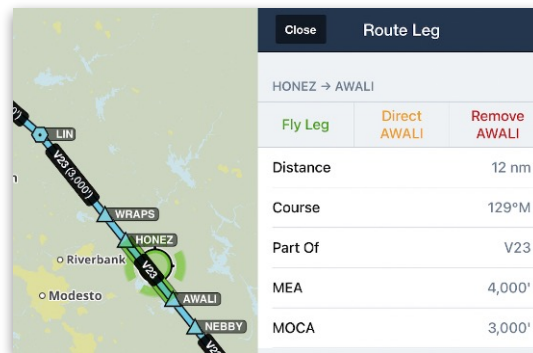 Close
Route Leg
HONEZ → AWALI
Fly Leg
Direct
AWALI
Remove
AWALI
Distance
12 nm
Course
129°M
Part Of
V23
MEA
4,000'
MOCA
3,000'
LIN
V23 (3,000')
WRAPS
HONEZ
Riverbank
V23
Modesto
AWALI
NEBBY